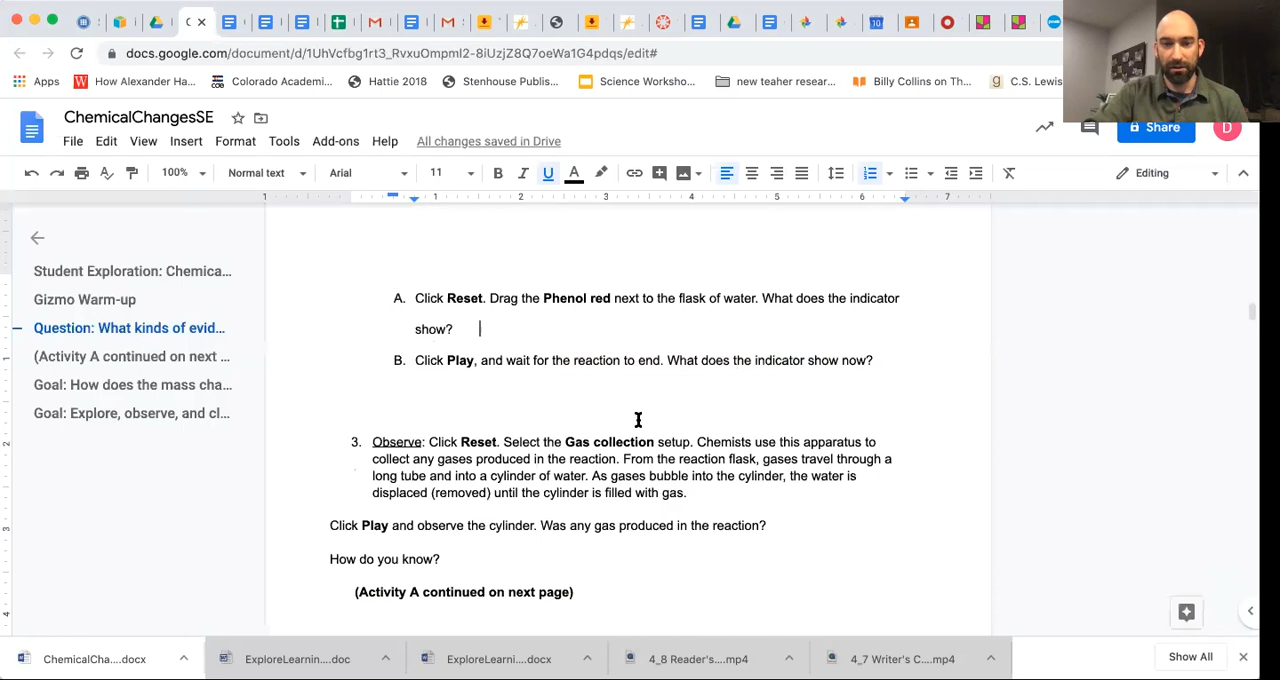 docs.google.com/document/d/1UhVcfbg1rt3_RvxuOmpmI2-8iUzjZ8Q7oeWa1G4pdqs/edit#
Apps How Alexander Ha... Colorado Academi... Hattie 2018 Stenhouse Publis... Science Worksho... new teaher resear... Billy Collins on Th... C.S. Lewis
ChemicalChangesSE
File Edit View Insert Format Tools Add-ons Help All changes saved in Drive
Share D
100% Normal text Arial 11 B I U A Editing
1 1 2 3 4 5 6 7
Student Exploration: Chemica...
Gizmo Warm-up
Question: What kinds of evid...
(Activity A continued on next ...
Goal: How does the mass cha...
Goal: Explore, observe, and cl...
A. Click Reset. Drag the Phenol red next to the flask of water. What does the indicator
show?
B. Click Play, and wait for the reaction to end. What does the indicator show now?
3. Observe: Click Reset. Select the Gas collection setup. Chemists use this apparatus to
collect any gases produced in the reaction. From the reaction flask, gases travel through a
long tube and into a cylinder of water. As gases bubble into the cylinder, the water is
displaced (removed) until the cylinder is filled with gas.
Click Play and observe the cylinder. Was any gas produced in the reaction?
How do you know?
(Activity A continued on next page)
ChemicalCha....docx ExploreLearnin....doc ExploreLearni....docx 4_8 Reader's....mp4 4_7 Writer's C....mp4 Show All